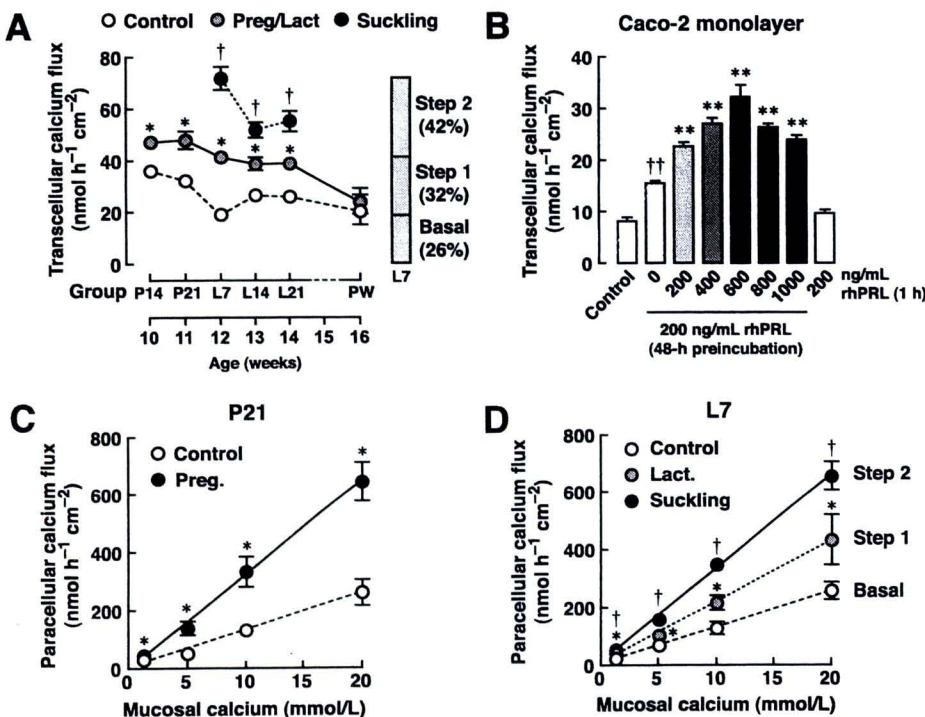 A
Control
Preg/Lact
Suckling
Transcellular calcium flux
(nmol h⁻¹ cm⁻²)
80
60
40
20
0
†
†
†
*
*
*
*
*
Step 2
(42%)
Step 1
(32%)
Basal
(26%)
L7
Group
P14 P21 L7 L14 L21 PW
10 11 12 13 14 15 16
Age (weeks)
B
Caco-2 monolayer
Transcellular calcium flux
(nmol h⁻¹ cm⁻²)
40
30
20
10
0
††
**
**
**
**
**
Control 0 200 400 600 800 1000 200
ng/mL
rhPRL (1 h)
200 ng/mL rhPRL
(48-h preincubation)
C
P21
Control
Preg.
Paracellular calcium flux
(nmol h⁻¹ cm⁻²)
800
600
400
200
0
*
*
*
*
0 5 10 15 20
Mucosal calcium (mmol/L)
D
L7
Control
Lact.
Suckling
Paracellular calcium flux
(nmol h⁻¹ cm⁻²)
800
600
400
200
0
†
*
†
*
†
*
†
*
Step 2
Step 1
Basal
0 5 10 15 20
Mucosal calcium (mmol/L)